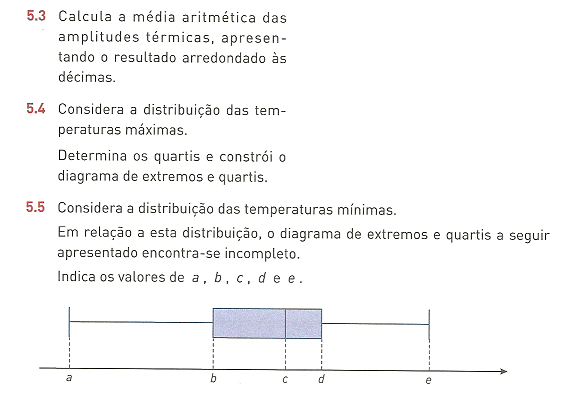 5.3 Calcula a média aritmética das
amplitudes térmicas, apresen-
tando o resultado arredondado às
décimas.
5.4 Considera a distribuição das tem-
peraturas máximas.
Determina os quartis e constrói o
diagrama de extremos e quartis.
5.5 Considera a distribuição das temperaturas mínimas.
Em relação a esta distribuição, o diagrama de extremos e quartis a seguir
apresentado encontra-se incompleto.
Indica os valores de a , b , c , d e e .
a b c d e